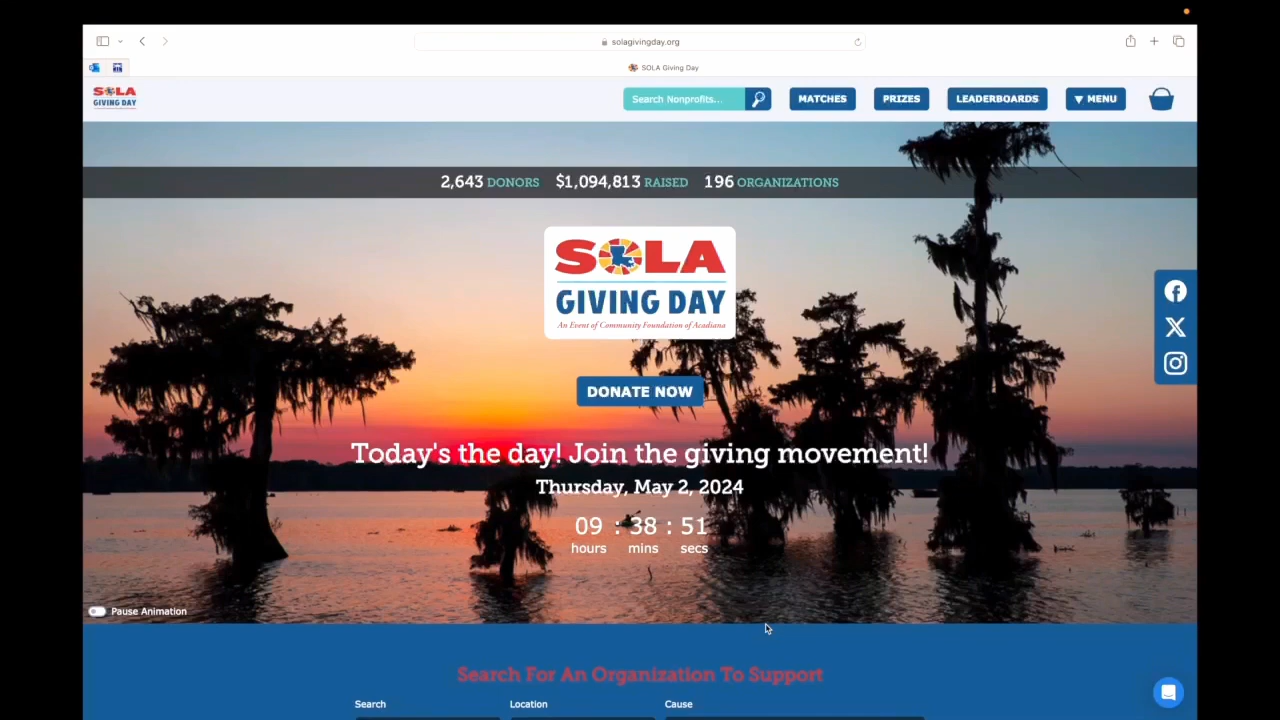 solagivingday.org
SOLA Giving Day
SOLA
GIVING DAY
Search Nonprofits...
MATCHES
PRIZES
LEADERBOARDS
▼ MENU
2,643 DONORS $1,094,813 RAISED 196 ORGANIZATIONS
SOLA
GIVING DAY
An Event of Community Foundation of Acadiana
DONATE NOW
Today's the day! Join the giving movement!
Thursday, May 2, 2024
09 : 38 : 51
hours mins secs
Pause Animation
Search For An Organization To Support
Search Location Cause